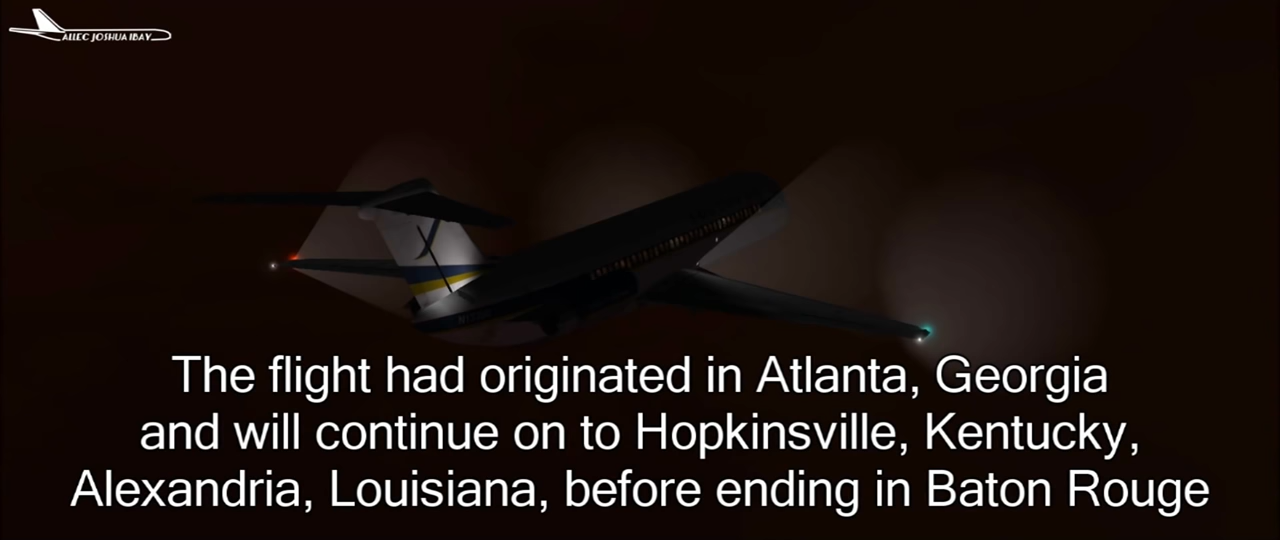 ALLEC JOSHUA IBAY
The flight had originated in Atlanta, Georgia
and will continue on to Hopkinsville, Kentucky,
Alexandria, Louisiana, before ending in Baton Rouge